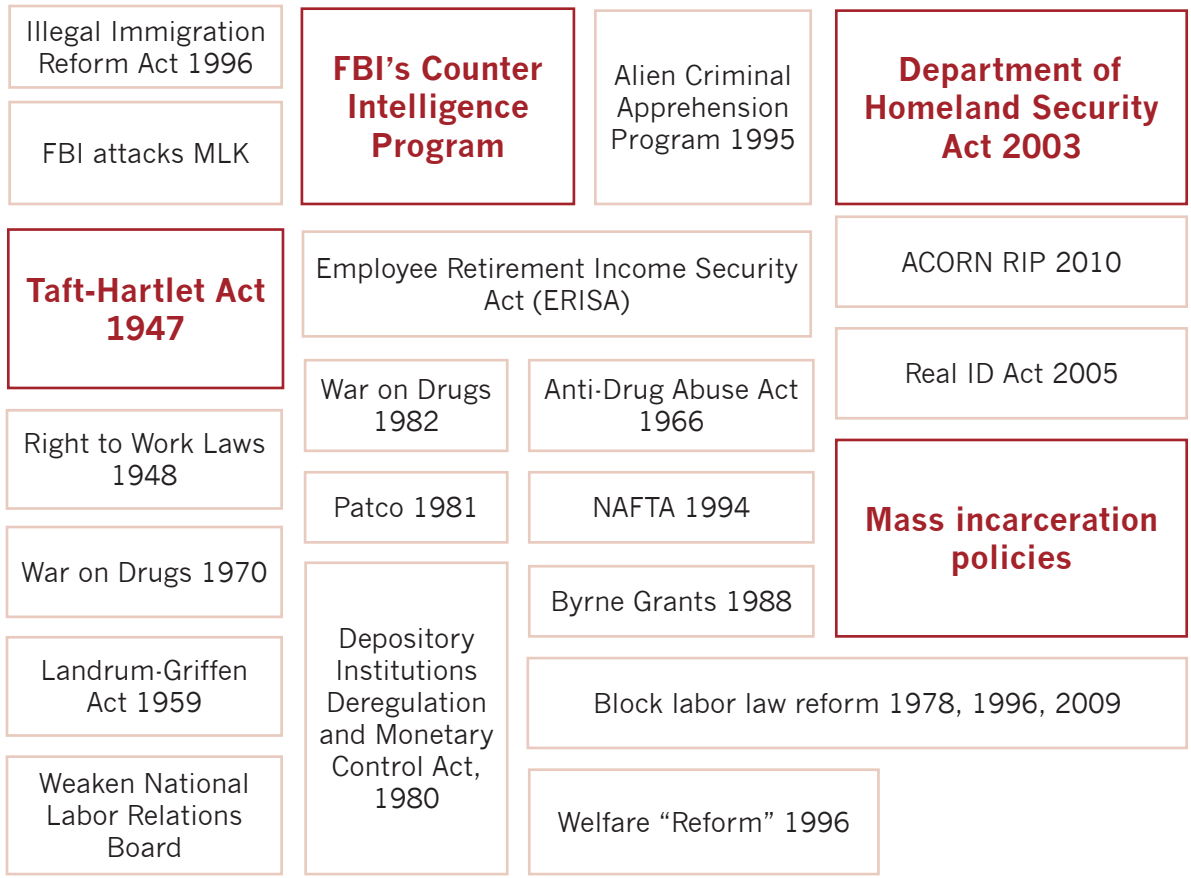 Illegal Immigration
Reform Act 1996
FBI attacks MLK
FBI's Counter
Intelligence
Program
Alien Criminal
Apprehension
Program 1995
Department of
Homeland Security
Act 2003
Taft-Hartlet Act
1947
Employee Retirement Income Security
Act (ERISA)
ACORN RIP 2010
Real ID Act 2005
War on Drugs
1982
Anti-Drug Abuse Act
1966
Right to Work Laws
1948
Patco 1981
NAFTA 1994
Mass incarceration
policies
War on Drugs 1970
Byrne Grants 1988
Landrum-Griffen
Act 1959
Depository
Institutions
Deregulation
and Monetary
Control Act,
1980
Block labor law reform 1978, 1996, 2009
Weaken National
Labor Relations
Board
Welfare “Reform” 1996